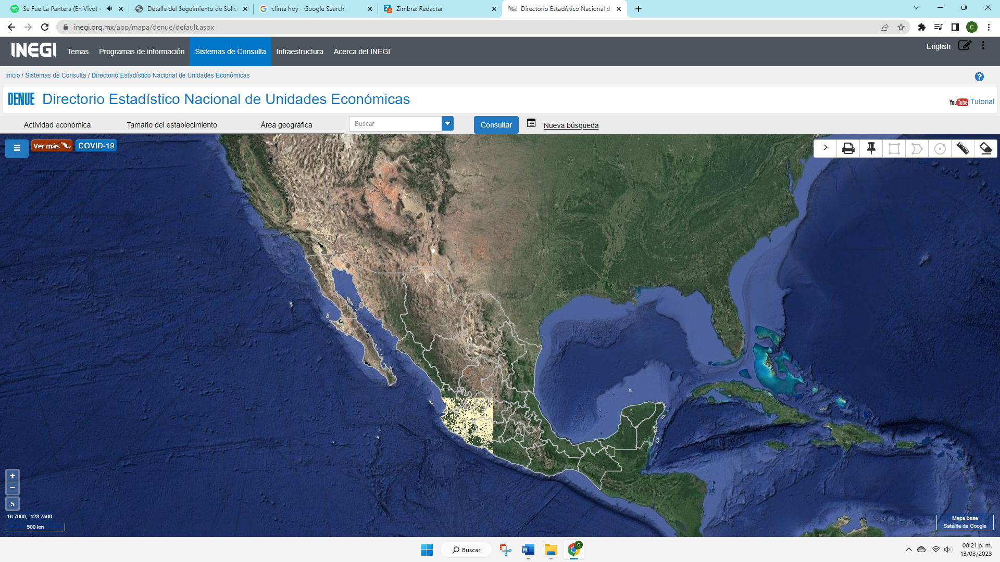 Se Fue La Pantera (En Vivo) •
Detalle del Seguimiento de Solici
clima hoy - Google Search
Zimbra: Redactar
Directorio Estadístico Nacional de
inegi.org.mx/app/mapa/denue/default.aspx
C
INEGI
Temas
Programas de información
Sistemas de Consulta
Infraestructura
Acerca del INEGI
English
Inicio / Sistemas de Consulta / Directorio Estadístico Nacional de Unidades Económicas
?
DENUE Directorio Estadístico Nacional de Unidades Económicas
YouTube:Tutorial
Actividad económica
Tamaño del establecimiento
Área geográfica
Buscar
Consultar
Nueva búsqueda
Ver más
COVID-19
+
−
5
16.7960, -123.7500
500 km
Mapa base
Satélite de Google
Buscar
C
08:21 p. m.
13/03/2023